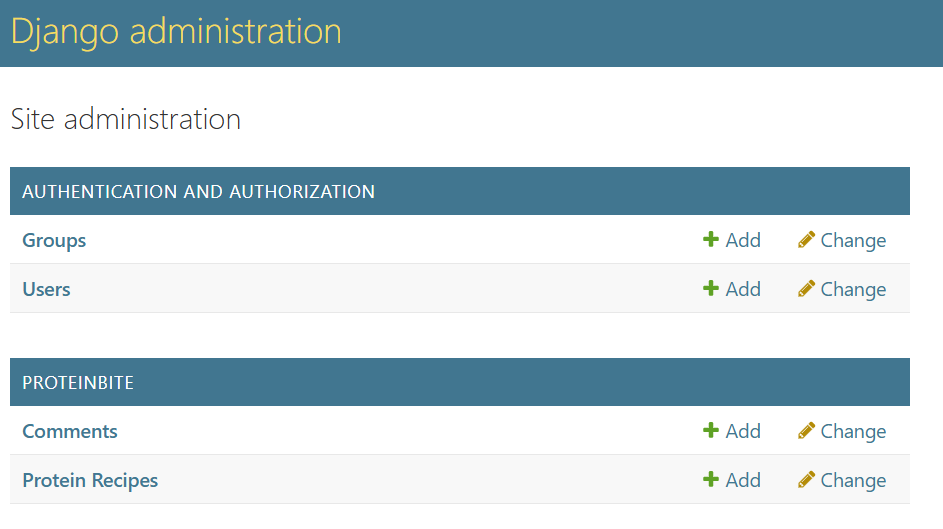 Django administration
Site administration
AUTHENTICATION AND AUTHORIZATION
Groups Add Change
Users Add Change
PROTEINBITE
Comments Add Change
Protein Recipes Add Change